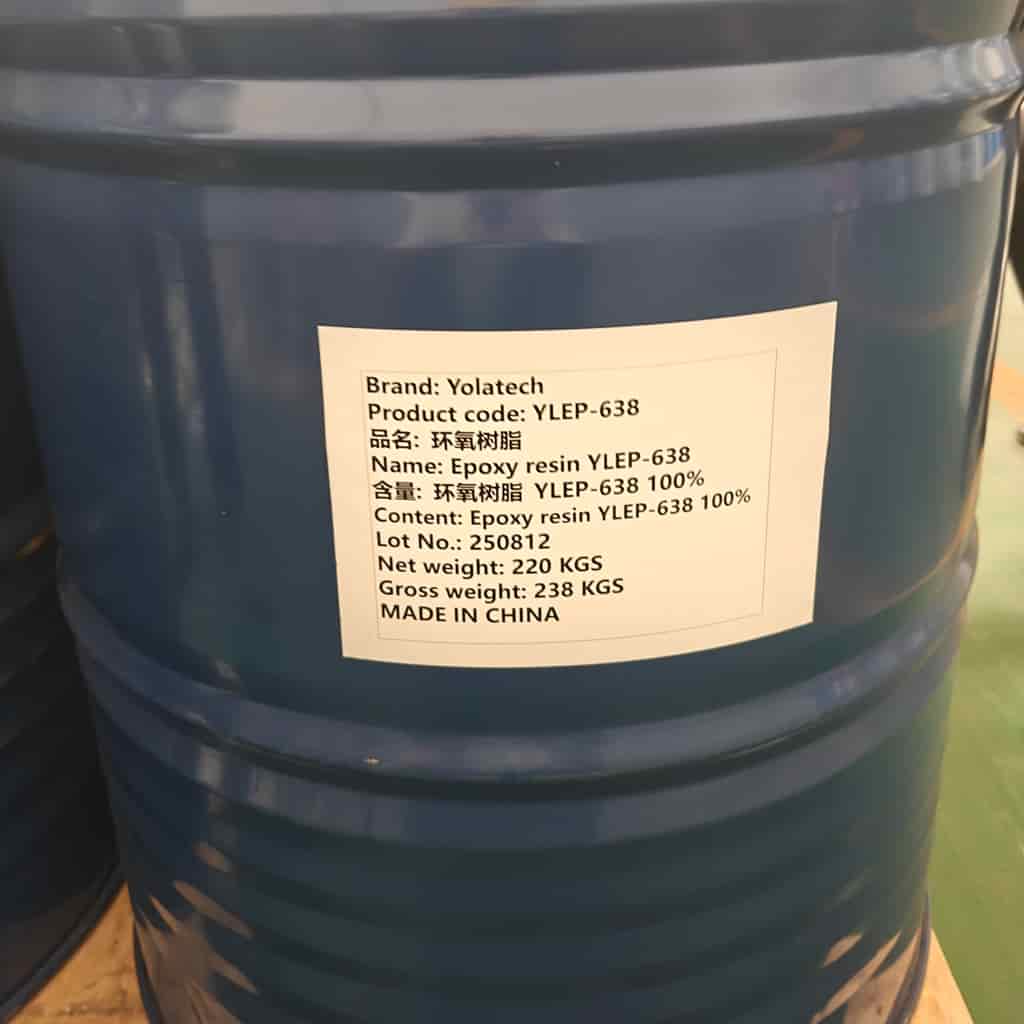 Brand: Yolatech
Product code: YLEP-638
品名: 环氧树脂
Name: Epoxy resin YLEP-638
含量: 环氧树脂 YLEP-638 100%
Content: Epoxy resin YLEP-638 100%
Lot No.: 250812
Net weight: 220 KGS
Gross weight: 238 KGS
MADE IN CHINA